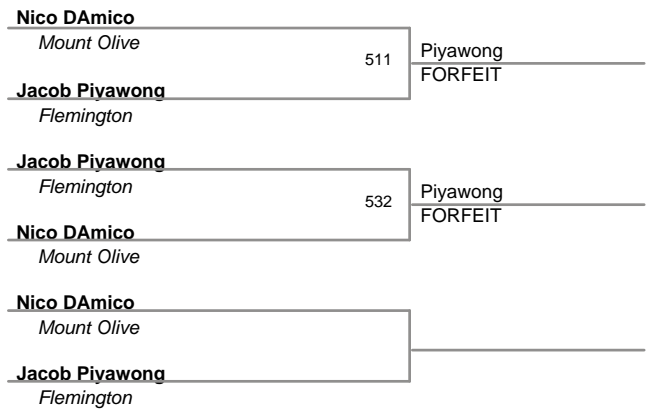 Nico DAmico
Mount Olive
511
Piyawong
FORFEIT
Jacob Piyawong
Flemington
Jacob Piyawong
Flemington
532
Piyawong
FORFEIT
Nico DAmico
Mount Olive
Nico DAmico
Mount Olive
Jacob Piyawong
Flemington